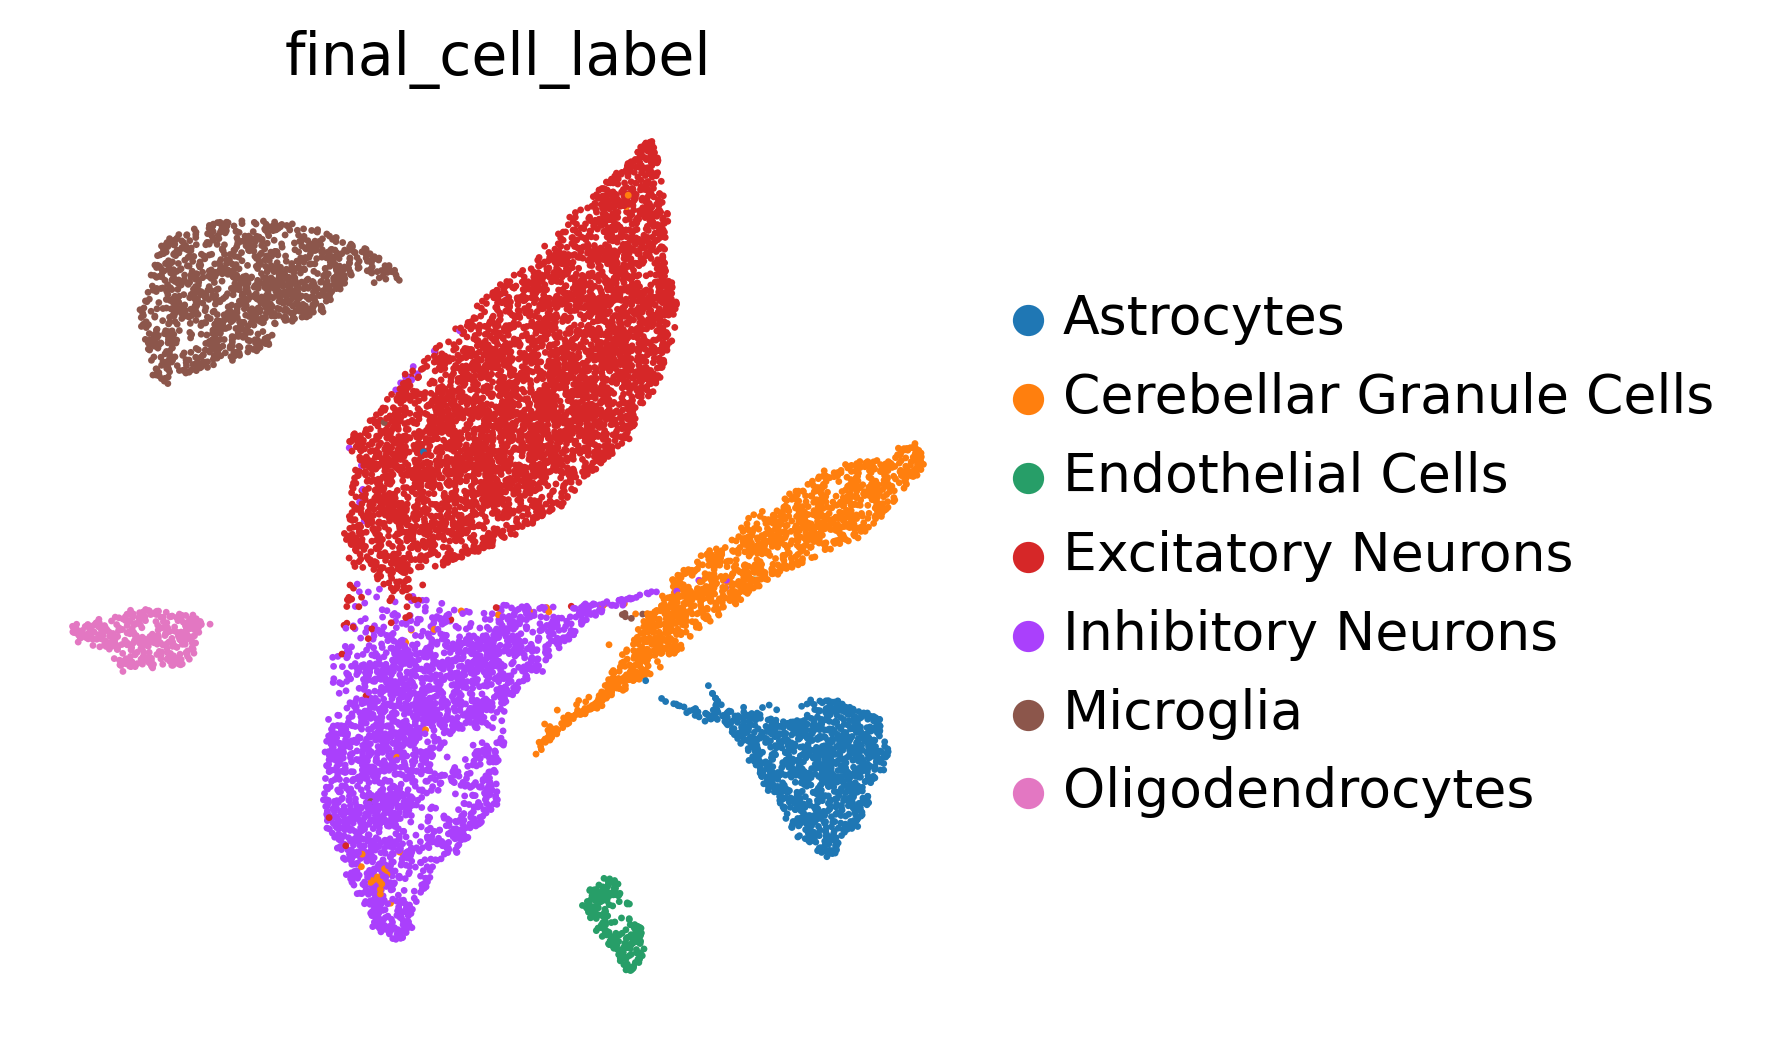 final_cell_label
Astrocytes
Cerebellar Granule Cells
Endothelial Cells
Excitatory Neurons
Inhibitory Neurons
Microglia
Oligodendrocytes